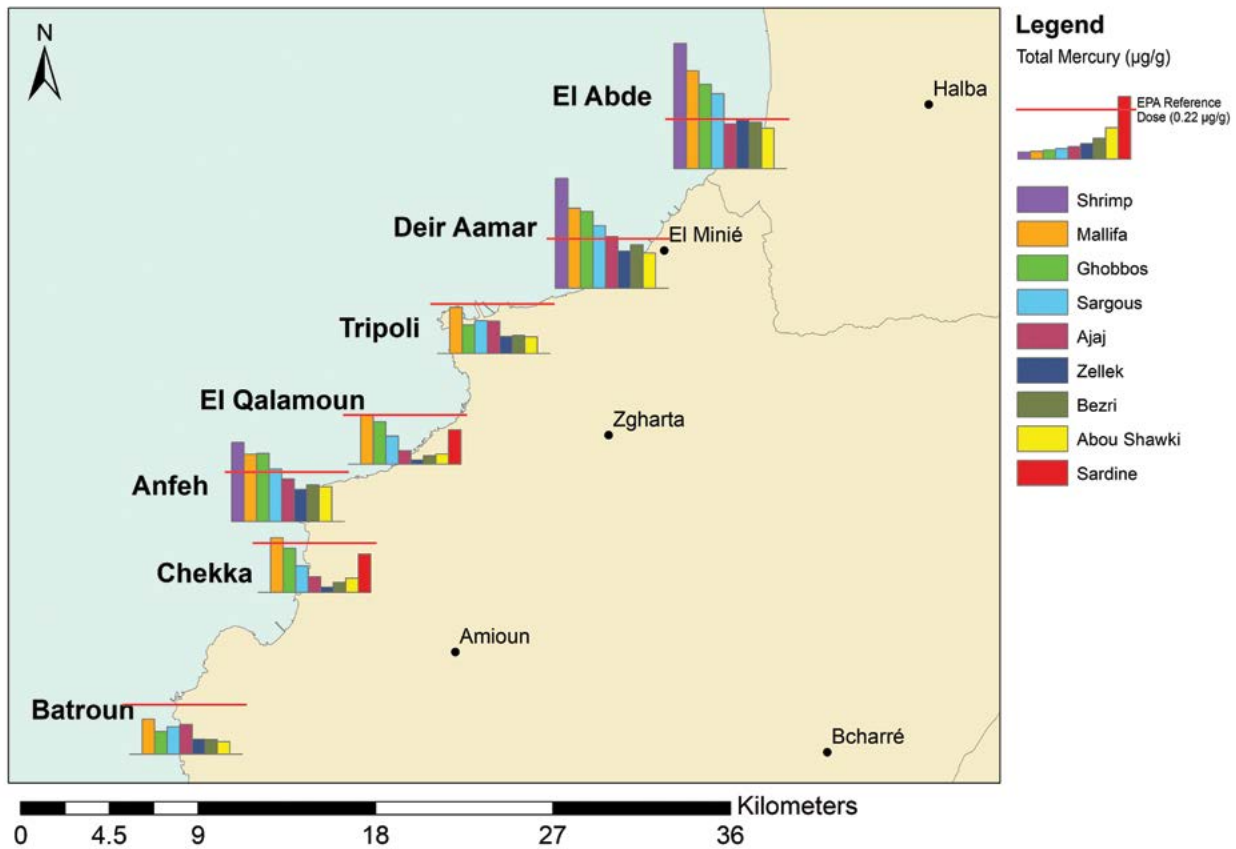 N
El Abde
Halba
Deir Aamar
El Minié
Tripoli
El Qalamoun
Zgharta
Anfeh
Chekka
Amioun
Batroun
Bcharré
Kilometers
0 4.5 9 18 27 36
Legend
Total Mercury (µg/g)
EPA Reference
Dose (0.22 µg/g)
Shrimp
Mallifa
Ghobbos
Sargous
Ajaj
Zellek
Bezri
Abou Shawki
Sardine